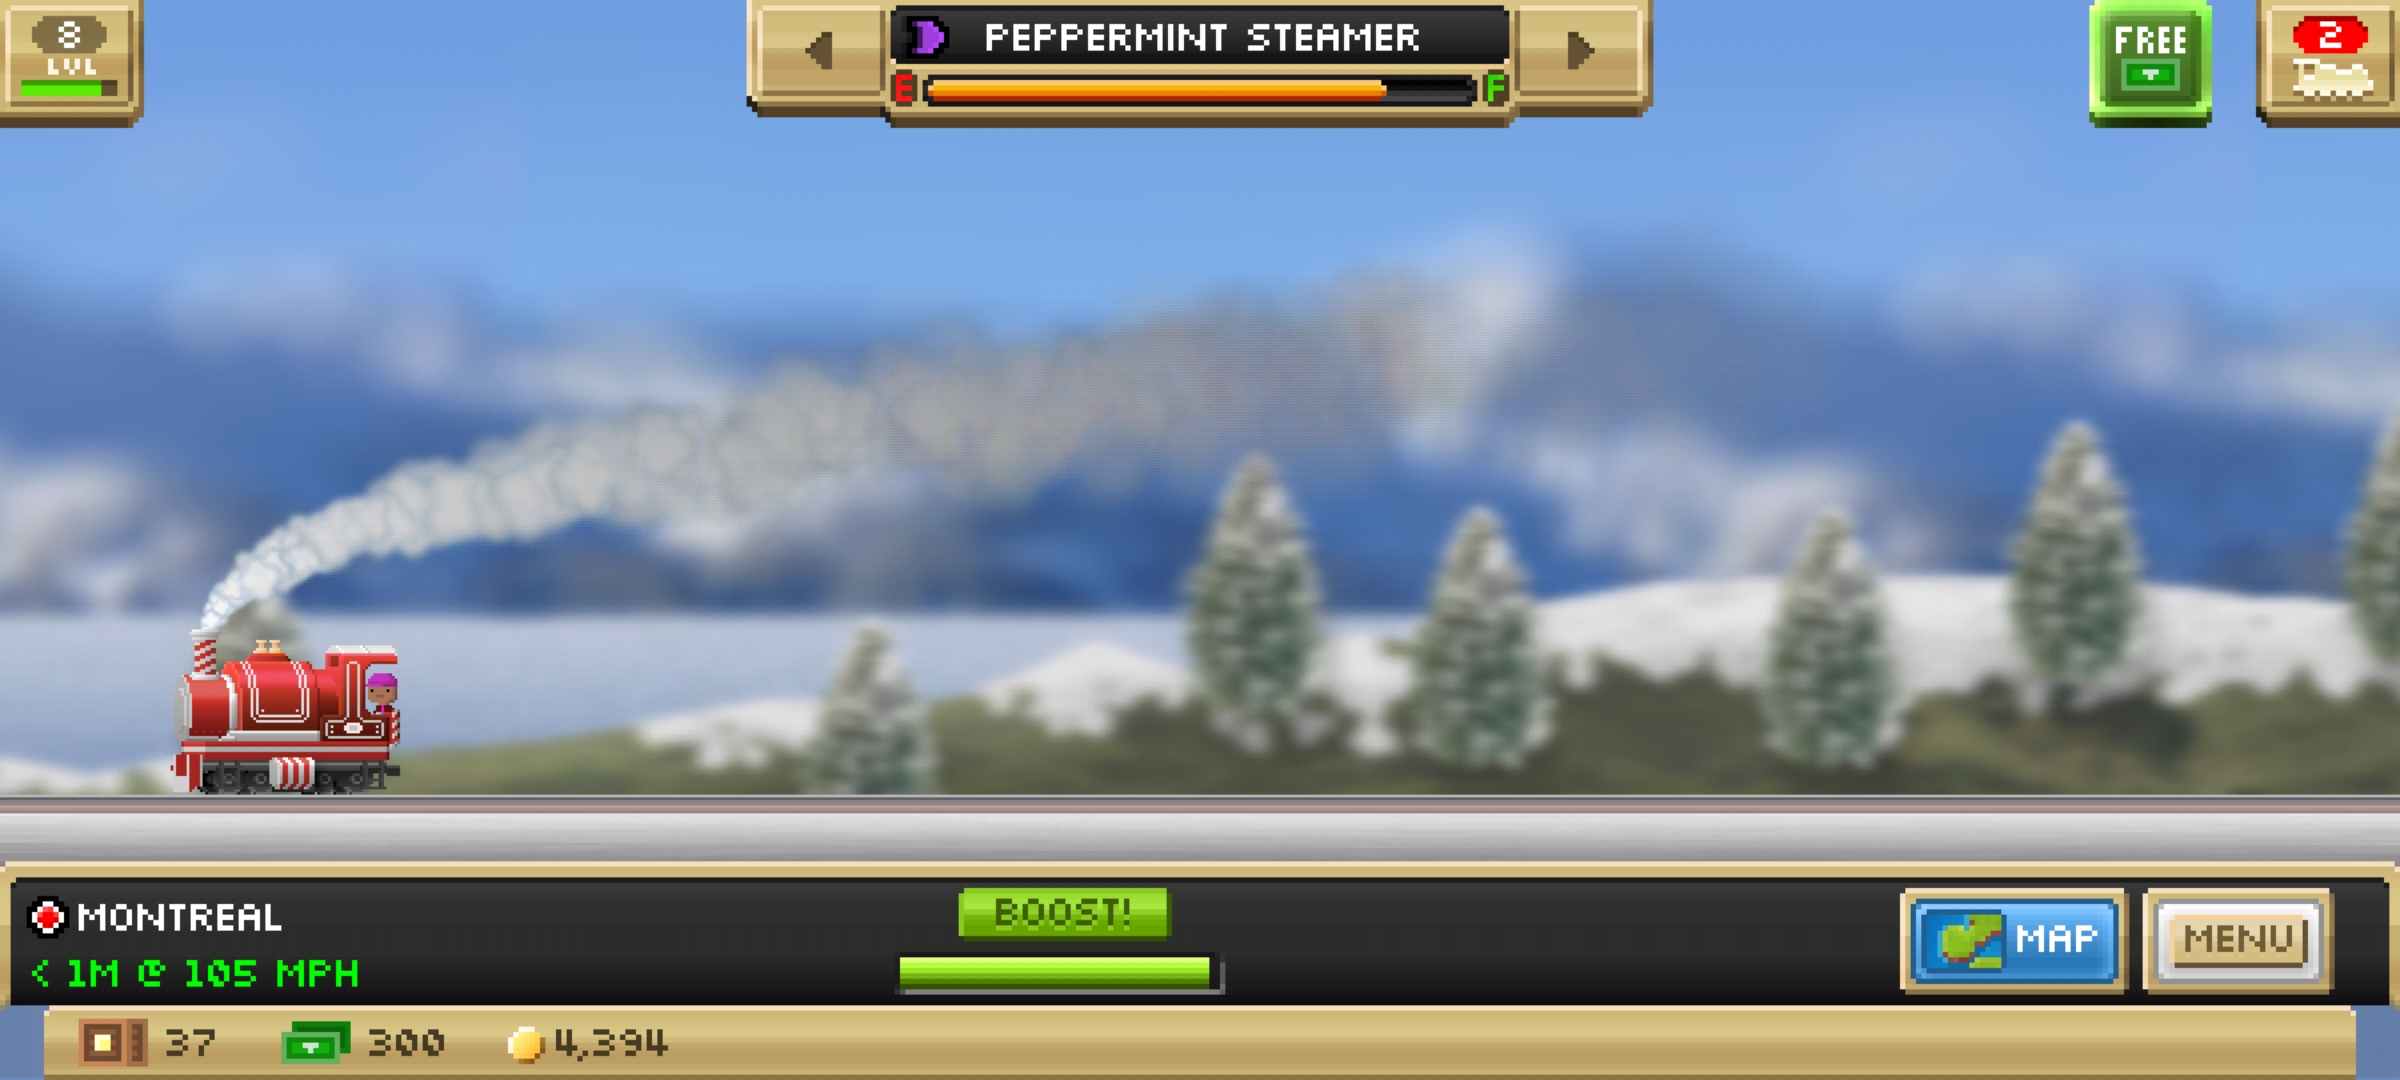 8
LVL
PEPPERMINT STEAMER
E F
FREE
2
MONTREAL
< 1M @ 105 MPH
BOOST!
MAP
MENU
37
300
4,394